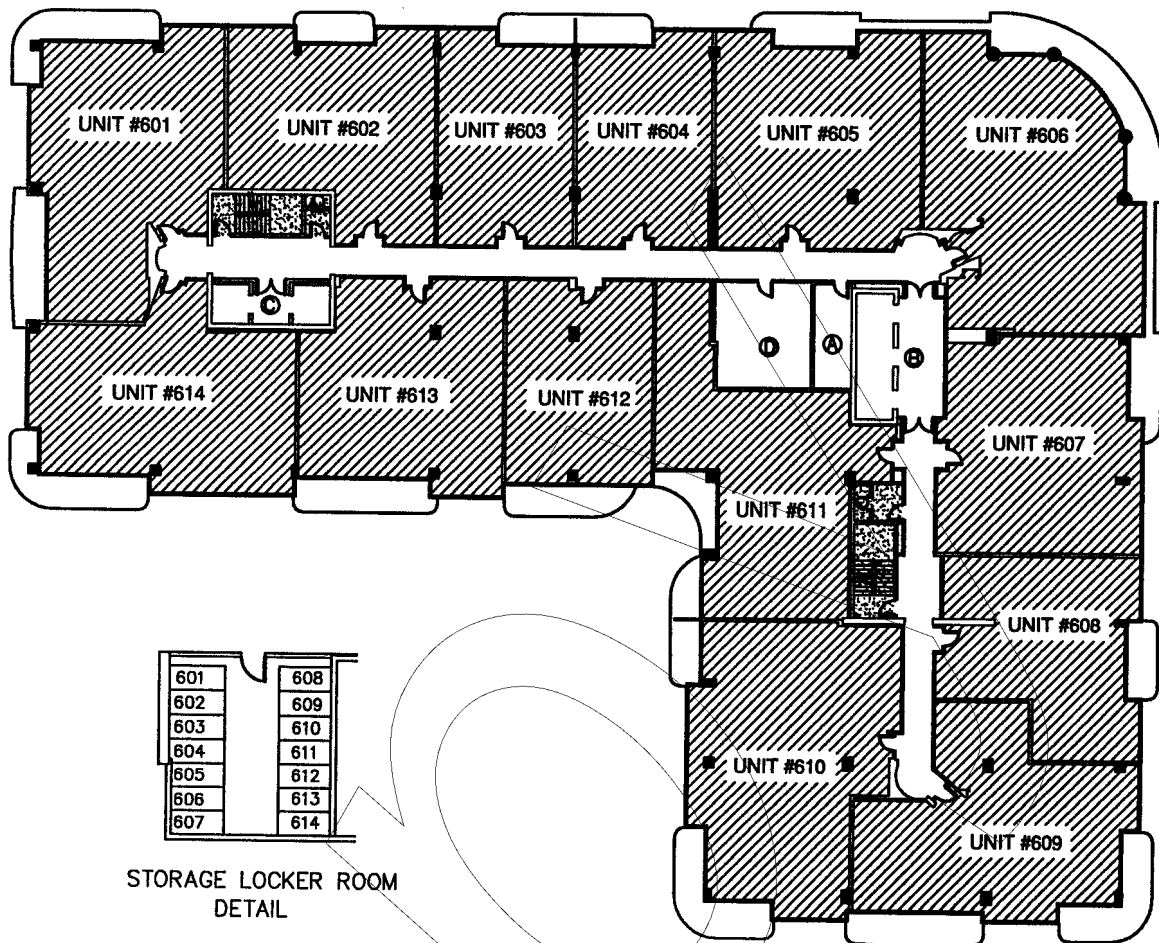 UNIT #601
UNIT #602
UNIT #603
UNIT #604
UNIT #605
UNIT #606
C
D
A
B
UNIT #614
UNIT #613
UNIT #612
UNIT #607
UNIT #611
UNIT #608
UNIT #610
UNIT #609
601 608
602 609
603 610
604 611
605 612
606 613
607 614
STORAGE LOCKER ROOM
DETAIL